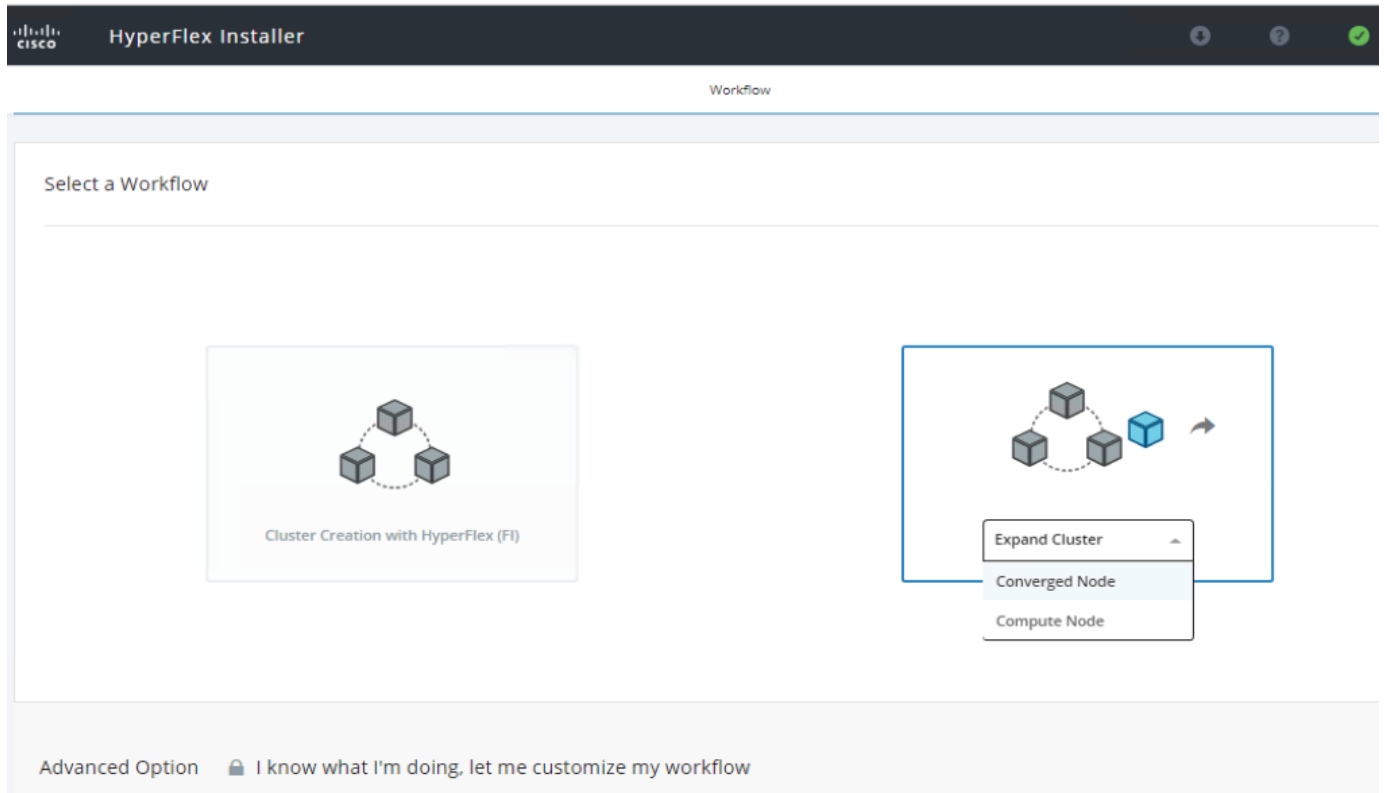 cisco
HyperFlex Installer
Workflow
Select a Workflow
Cluster Creation with HyperFlex (FI)
Expand Cluster
Converged Node
Compute Node
Advanced Option I know what I'm doing, let me customize my workflow